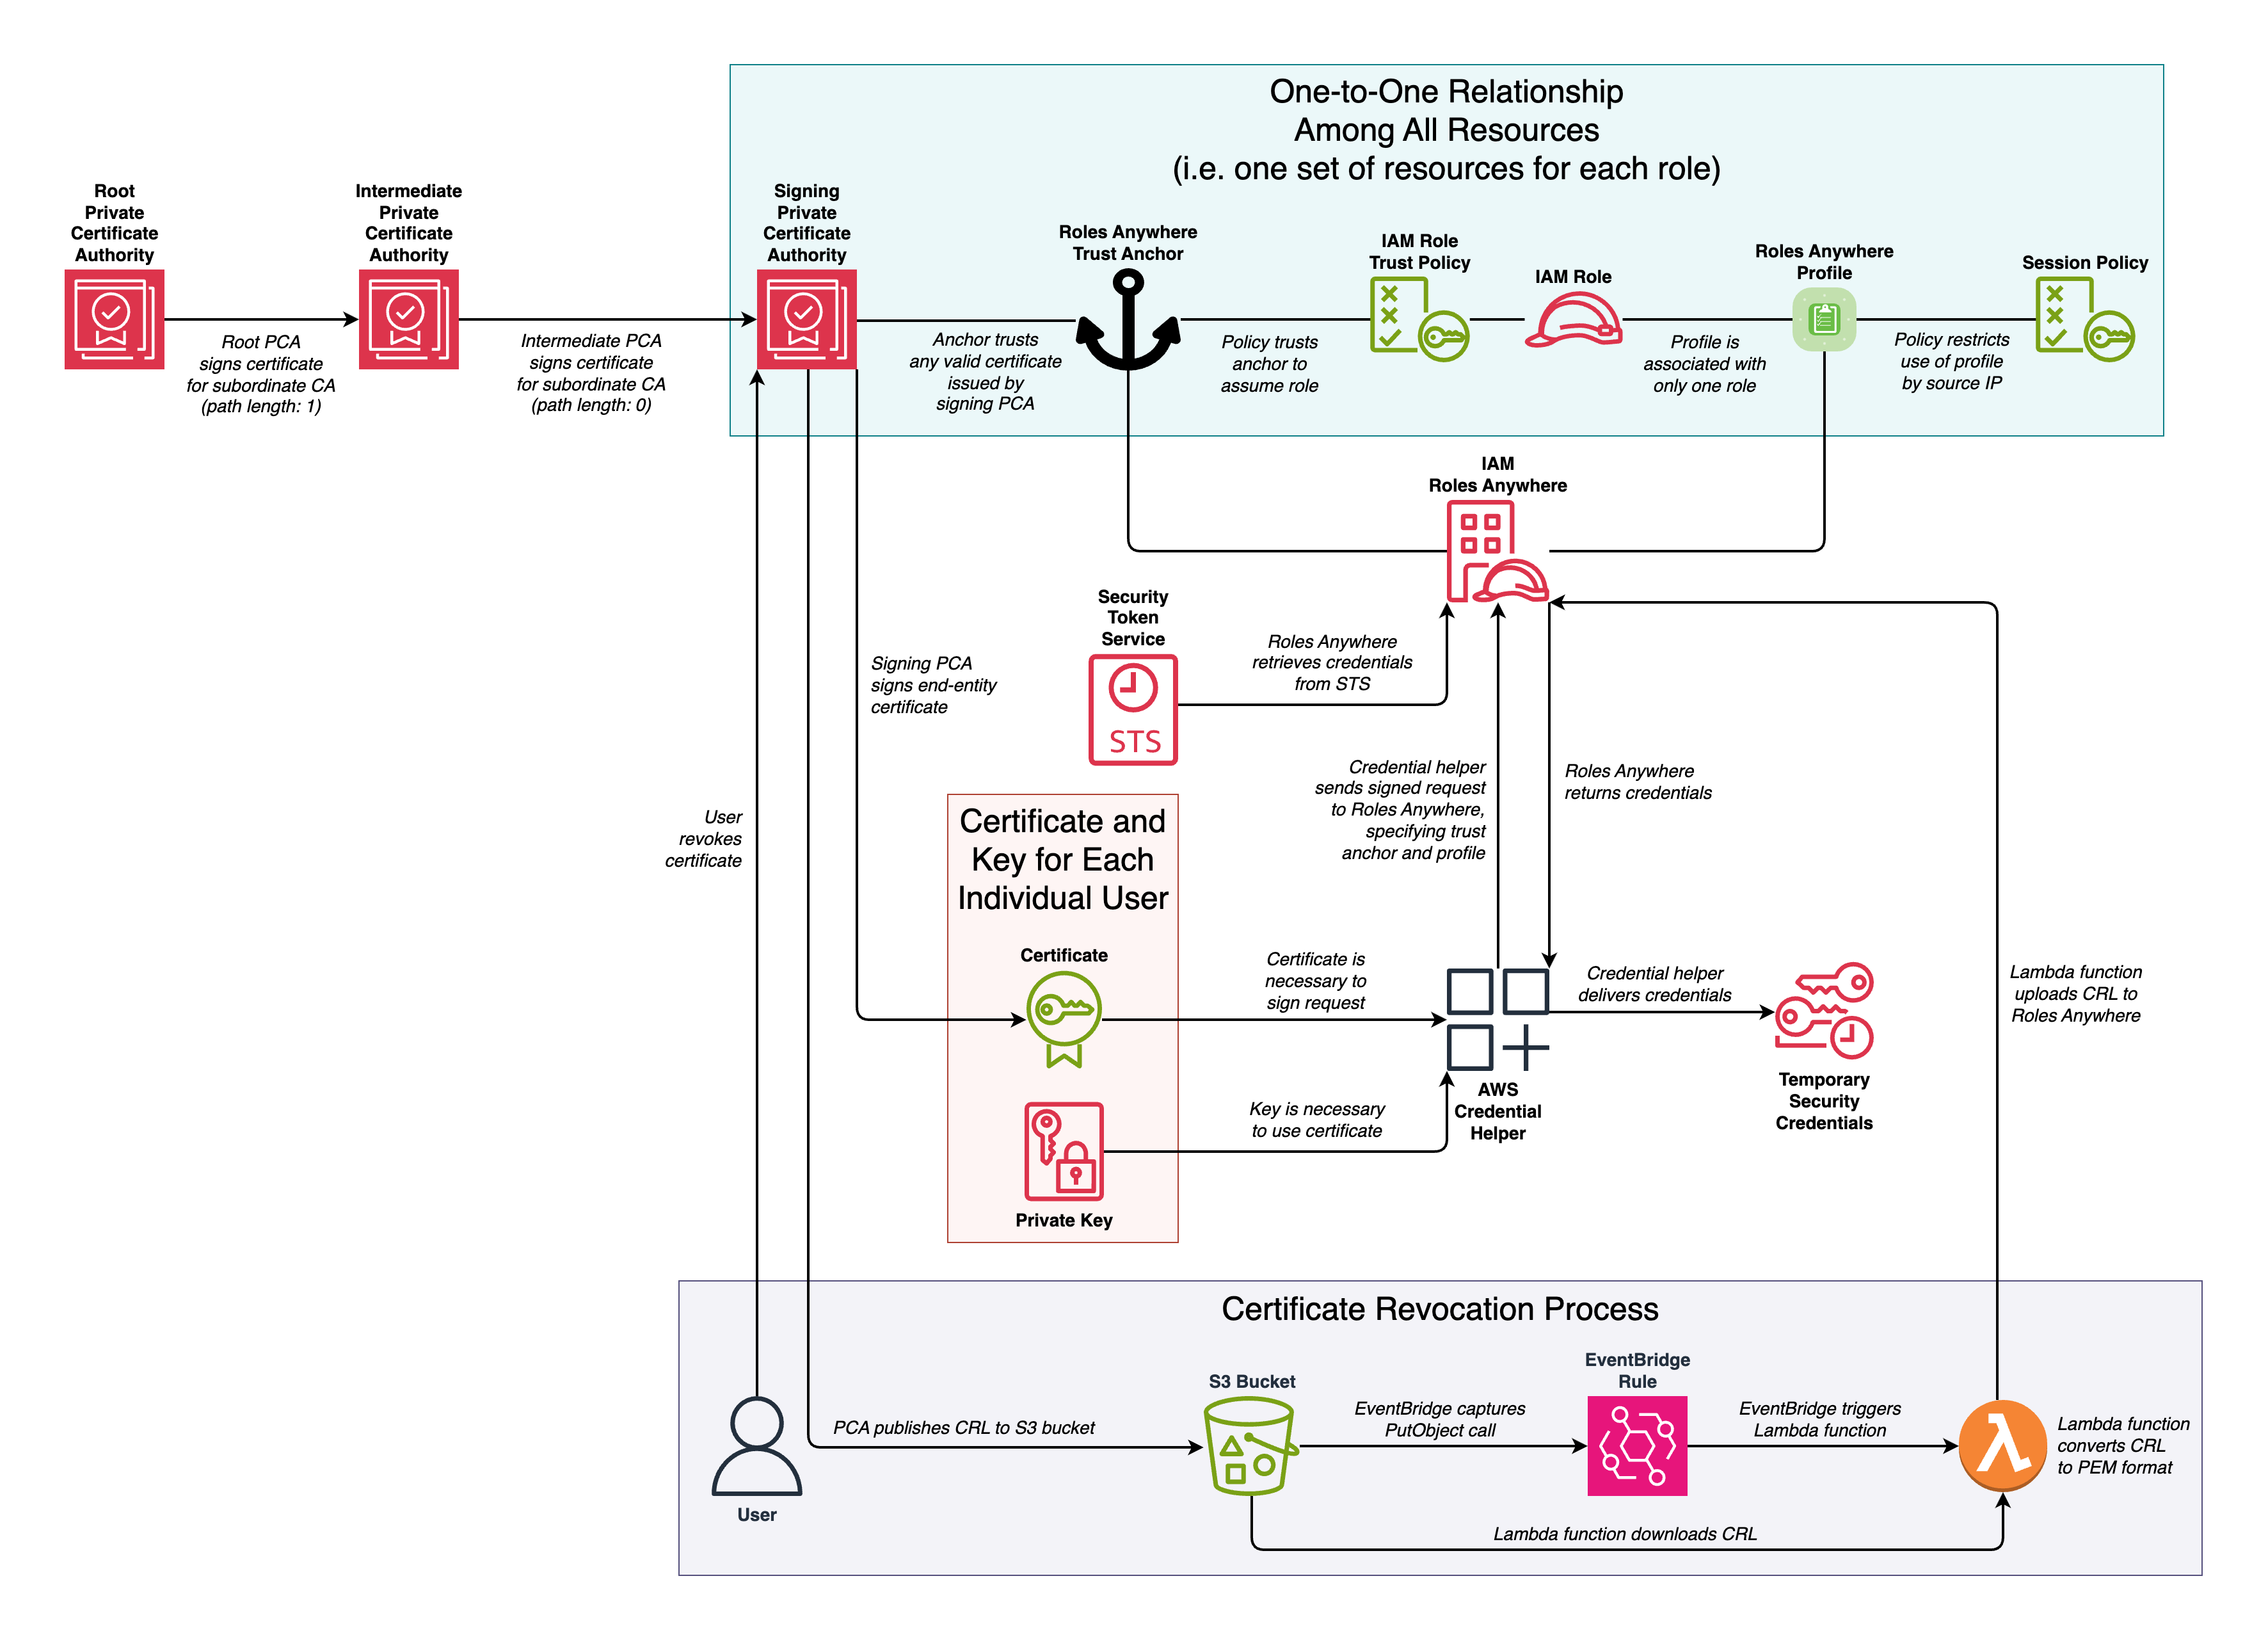 One-to-One Relationship
Among All Resources
(i.e. one set of resources for each role)
Root
Private
Certificate
Authority
Intermediate
Private
Certificate
Authority
Signing
Private
Certificate
Authority
Roles Anywhere
Trust Anchor
IAM Role
Trust Policy
IAM Role
Roles Anywhere
Profile
Session Policy
Root PCA
signs certificate
for subordinate CA
(path length: 1)
Intermediate PCA
signs certificate
for subordinate CA
(path length: 0)
Anchor trusts
any valid certificate
issued by
signing PCA
Policy trusts
anchor to
assume role
Profile is
associated with
only one role
Policy restricts
use of profile
by source IP
IAM
Roles Anywhere
Security
Token
Service
STS
Roles Anywhere
retrieves credentials
from STS
Signing PCA
signs end-entity
certificate
Credential helper
sends signed request
to Roles Anywhere,
specifying trust
anchor and profile
Roles Anywhere
returns credentials
User
revokes
certificate
Certificate and
Key for Each
Individual User
Certificate
Certificate is
necessary to
sign request
Credential helper
delivers credentials
Lambda function
uploads CRL to
Roles Anywhere
Private Key
Key is necessary
to use certificate
AWS
Credential
Helper
Temporary
Security
Credentials
Certificate Revocation Process
User
PCA publishes CRL to S3 bucket
S3 Bucket
EventBridge captures
PutObject call
EventBridge
Rule
EventBridge triggers
Lambda function
Lambda function
converts CRL
to PEM format
Lambda function downloads CRL